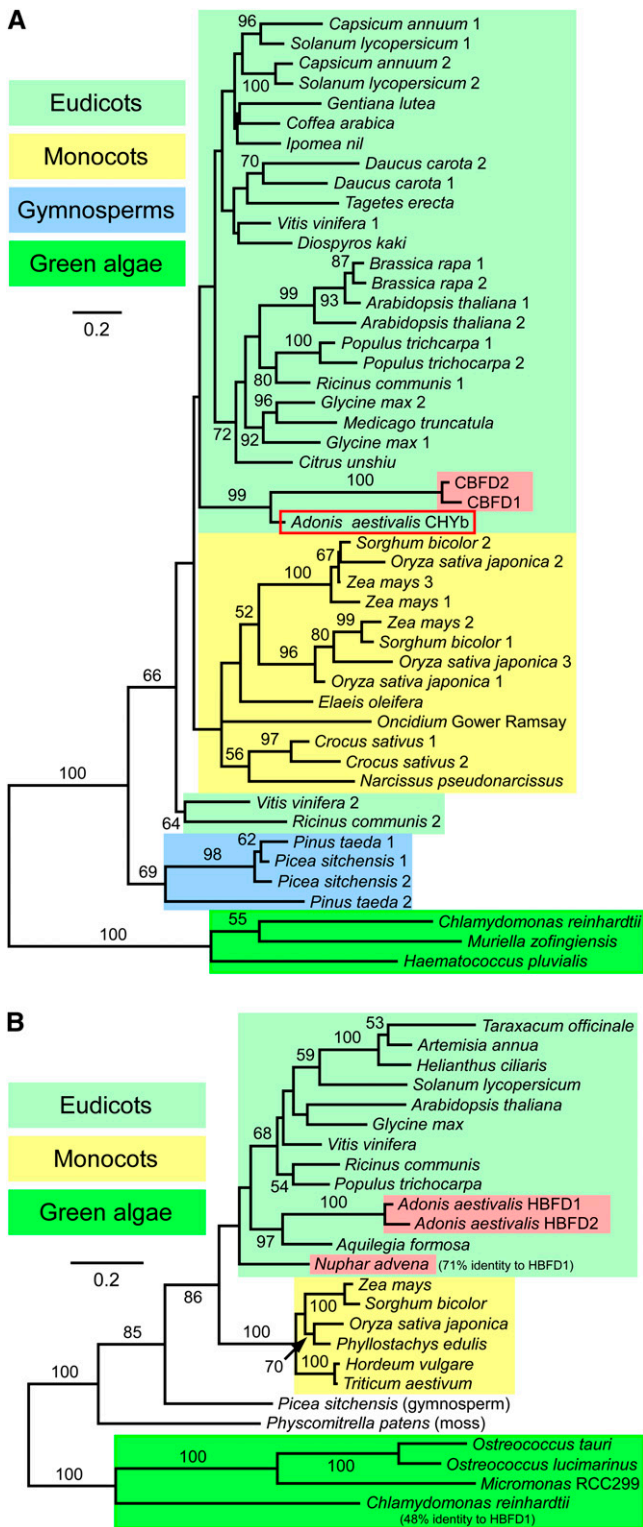 A
Eudicots
Monocots
Gymnosperms
Green algae
0.2
96
Capsicum annuum 1
Solanum lycopersicum 1
Capsicum annuum 2
100
Solanum lycopersicum 2
Gentiana lutea
Coffea arabica
Ipomea nil
70
Daucus carota 2
Daucus carota 1
Tagetes erecta
Vitis vinifera 1
Diospyros kaki
87
Brassica rapa 1
Brassica rapa 2
99
93
Arabidopsis thaliana 1
Arabidopsis thaliana 2
100
Populus trichcarpa 1
Populus trichocarpa 2
80
Ricinus communis 1
96
Glycine max 2
Medicago truncatula
72
92
Glycine max 1
Citrus unshiu
100
CBFD2
CBFD1
99
Adonis aestivalis CHYb
Sorghum bicolor 2
67
Oryza sativa japonica 2
100
Zea mays 3
Zea mays 1
52
99
Zea mays 2
80
Sorghum bicolor 1
96
Oryza sativa japonica 3
Oryza sativa japonica 1
66
Elaeis oleifera
Oncidium Gower Ramsay
97
Crocus sativus 1
56
Crocus sativus 2
Narcissus pseudonarcissus
100
Vitis vinifera 2
64
Ricinus communis 2
62
Pinus taeda 1
98
Picea sitchensis 1
69
Picea sitchensis 2
Pinus taeda 2
55
Chlamydomonas reinhardtii
100
Muriella zofingiensis
Haematococcus pluvialis
B
Eudicots
Monocots
Green algae
0.2
53
Taraxacum officinale
100
Artemisia annua
59
Helianthus ciliaris
Solanum lycopersicum
Arabidopsis thaliana
68
Glycine max
Vitis vinifera
Ricinus communis
54
Populus trichocarpa
100
Adonis aestivalis HBFD1
Adonis aestivalis HBFD2
97
Aquilegia formosa
Nuphar advena (71% identity to HBFD1)
86
Zea mays
100
Sorghum bicolor
Oryza sativa japonica
100
Phyllostachys edulis
85
70
100
Hordeum vulgare
Triticum aestivum
100
Picea sitchensis (gymnosperm)
Physcomitrella patens (moss)
Ostreococcus tauri
100
100
Ostreococcus lucimarinus
100
Micromonas RCC299
Chlamydomonas reinhardtii
(48% identity to HBFD1)